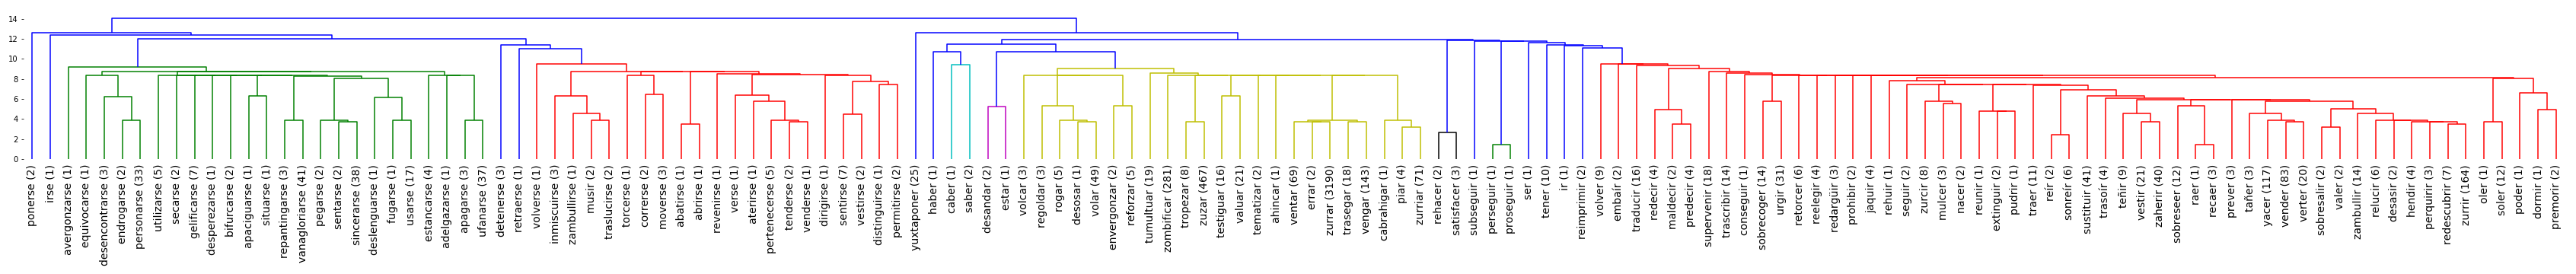 14
12
10
8
6
4
2
0
ponerse (2)
irse (1)
avergonzarse (1)
equivocarse (1)
desencontrarse (3)
endrogarse (2)
personarse (33)
utilizarse (5)
secarse (2)
gelificarse (7)
desperezarse (1)
bifurcarse (2)
apaciguarse (1)
situarse (1)
repantingarse (3)
vanagloriarse (41)
pegarse (2)
sentarse (2)
sincerarse (38)
deslenguarse (1)
fugarse (1)
usarse (17)
estancarse (4)
adelgazarse (1)
apagarse (3)
ufanarse (37)
detenerse (3)
retraerse (1)
volverse (1)
inmiscuirse (3)
zambullirse (1)
musir (2)
traslucirse (2)
torcerse (1)
correrse (2)
moverse (3)
abatirse (1)
abrirse (1)
revenirse (1)
verse (1)
aterirse (1)
pertenecerse (5)
tenderse (2)
venderse (1)
dirigirse (1)
sentirse (7)
vestirse (2)
distinguirse (1)
permitirse (2)
yuxtaponer (25)
haber (1)
caber (1)
saber (2)
desandar (2)
estar (1)
volcar (3)
regoldar (3)
rogar (5)
desosar (1)
volar (49)
envergonzar (2)
reforzar (5)
tumultuar (19)
zombificar (281)
tropezar (8)
zuzar (467)
testiguar (16)
valuar (21)
tematizar (2)
ahincar (1)
ventar (69)
errar (2)
zurrar (3190)
trasegar (18)
vengar (143)
cabrahigar (1)
piar (4)
zurriar (71)
rehacer (2)
satisfacer (3)
subseguir (1)
perseguir (1)
proseguir (1)
ser (1)
tener (10)
ir (1)
reimprimir (2)
volver (9)
embaír (2)
traducir (16)
redecir (4)
maldecir (2)
predecir (4)
supervenir (18)
trascribir (14)
conseguir (1)
sobrecoger (14)
urgir (31)
retorcer (6)
reelegir (4)
redargüir (3)
prohibir (2)
jaquir (4)
rehuir (1)
seguir (2)
zurcir (8)
mulcer (3)
nacer (2)
reunir (1)
extinguir (2)
pudrir (1)
traer (11)
reír (2)
sonreír (6)
sustituir (41)
trasoír (4)
teñir (9)
vestir (21)
zaherir (40)
sobreseer (12)
raer (1)
recaer (3)
prever (3)
tañer (3)
yacer (117)
vender (83)
verter (20)
sobresalir (2)
valer (2)
zambullir (14)
relucir (6)
desasir (2)
hendir (4)
perquirir (3)
redescubrir (7)
zurrir (164)
oler (1)
soler (12)
poder (1)
dormir (1)
premorir (2)